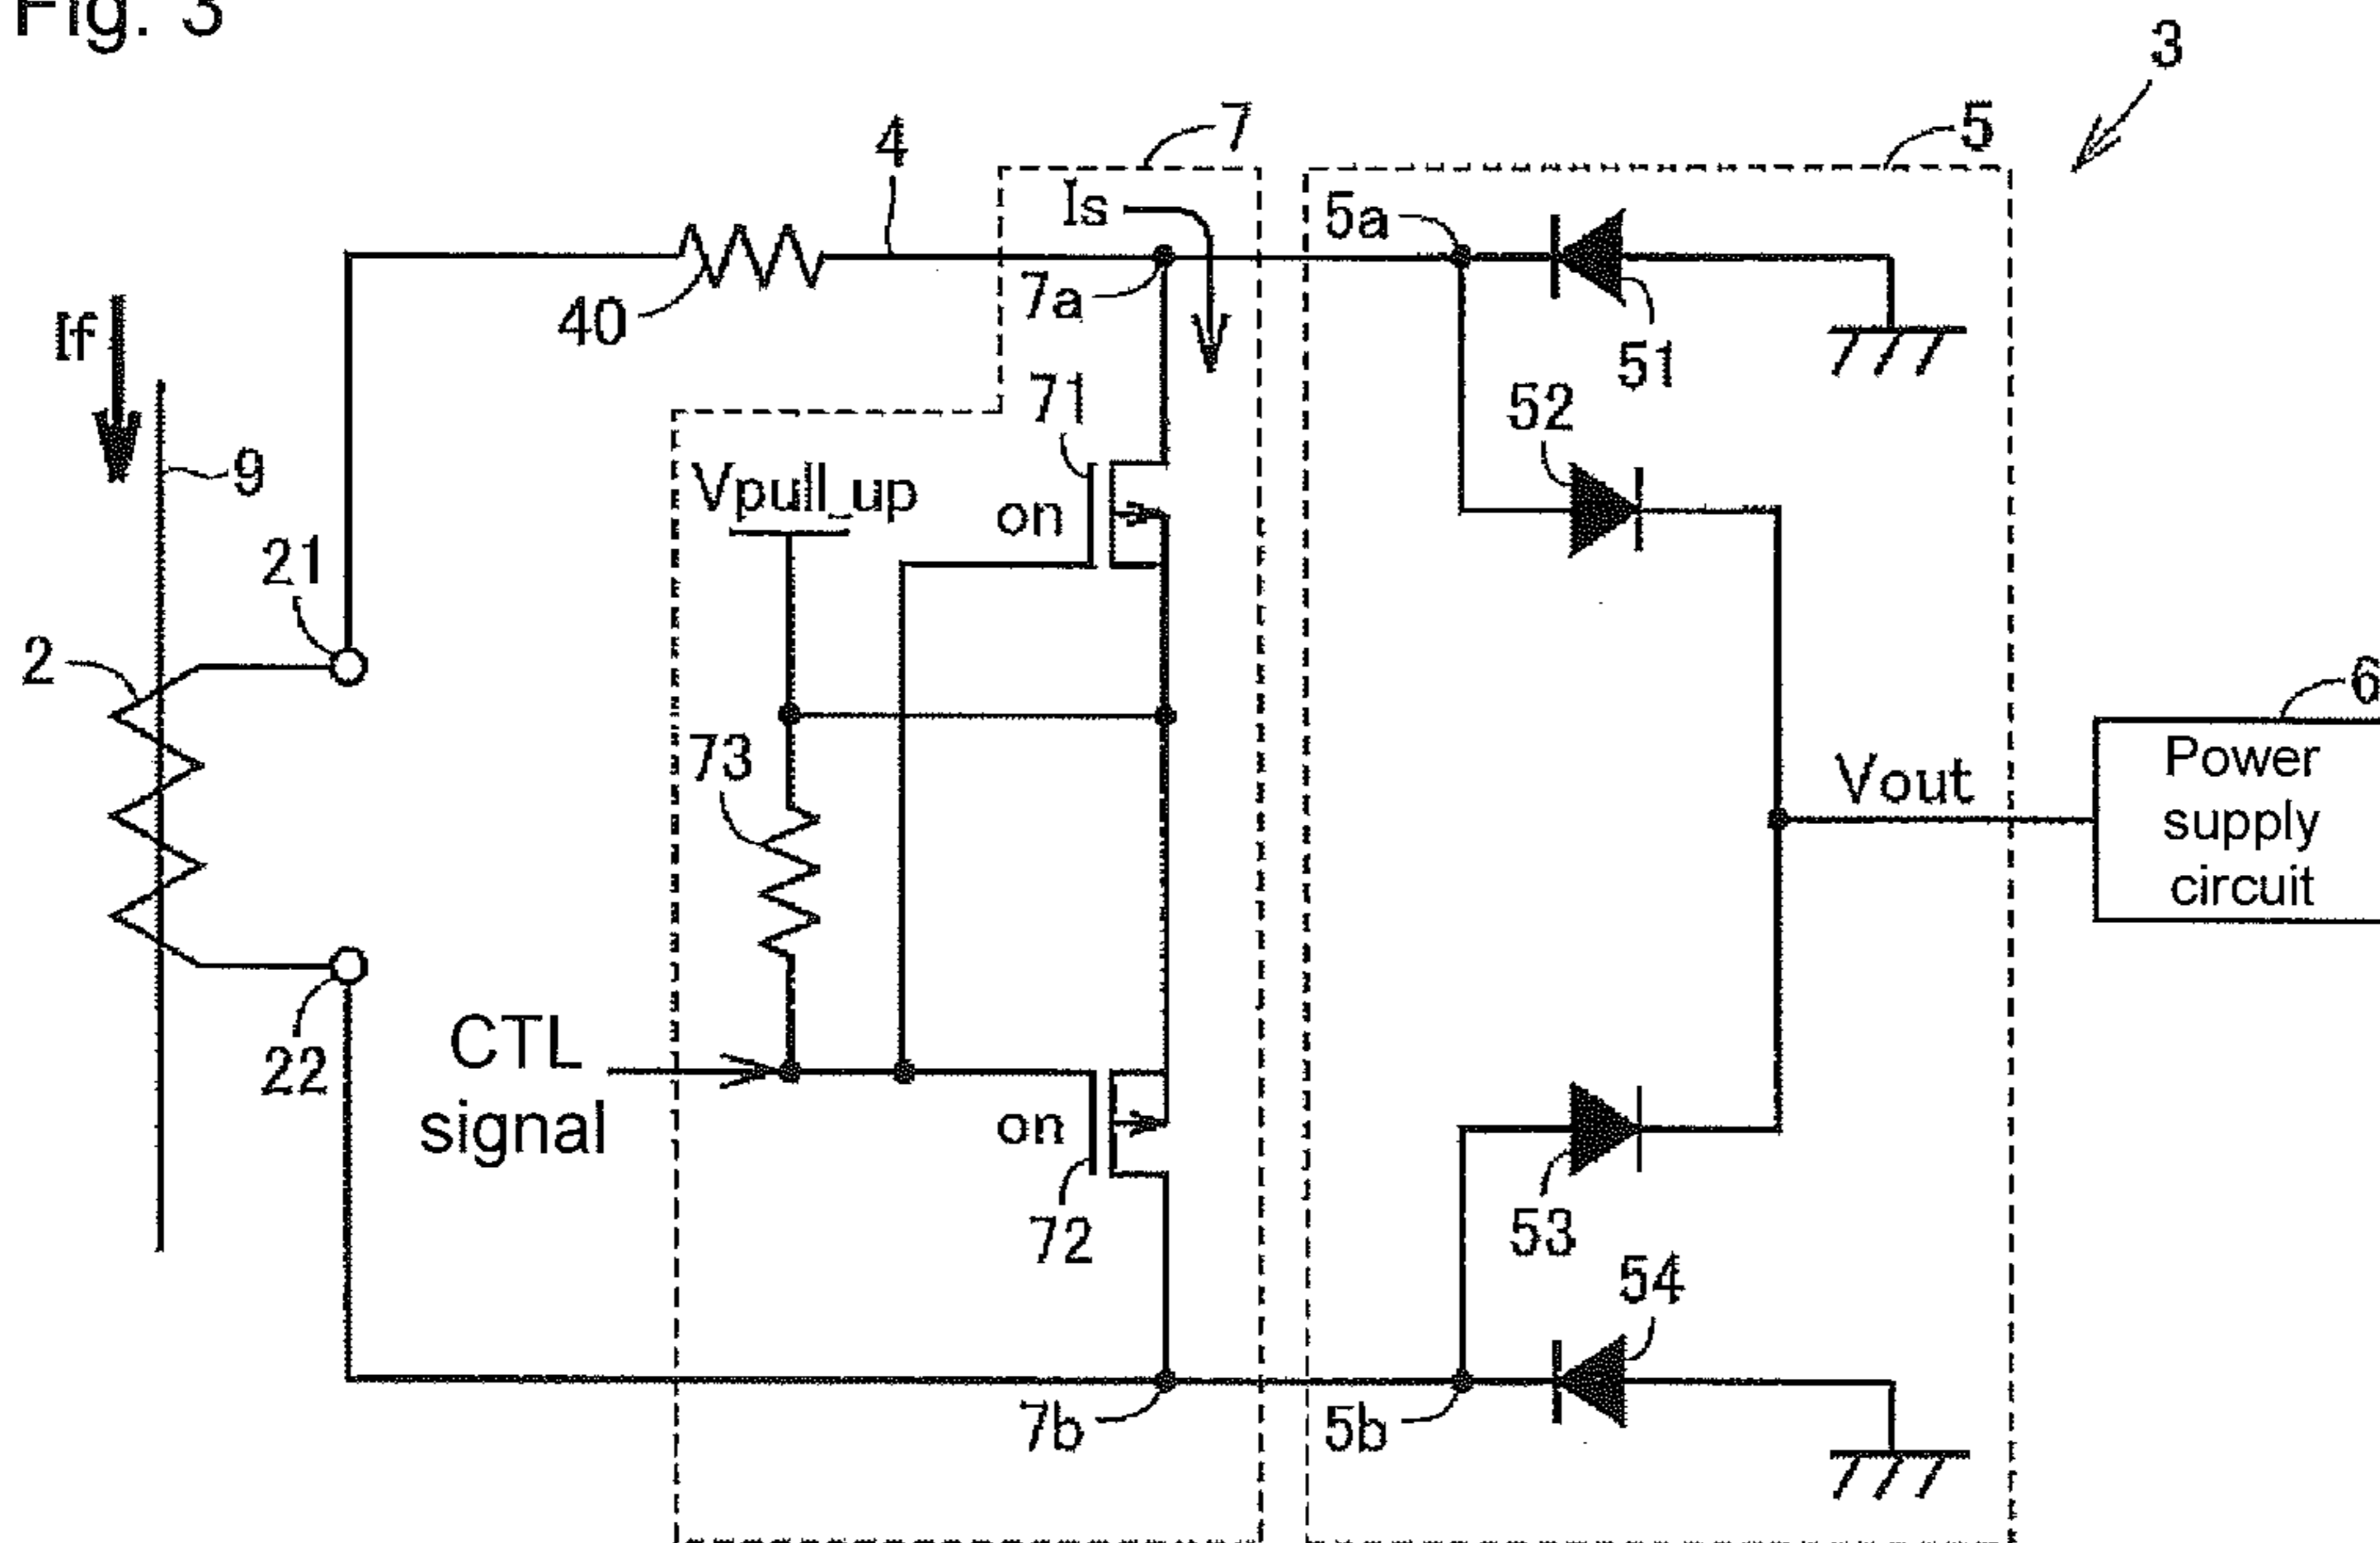 Fig. 3
3
7
5
4
Is
5a
If
40
7a
51
71
52
9
Vpull_up
on
21
2
6
73
Vout
Power
supply
circuit
22
CTL
signal
on
53
72
54
7b
5b